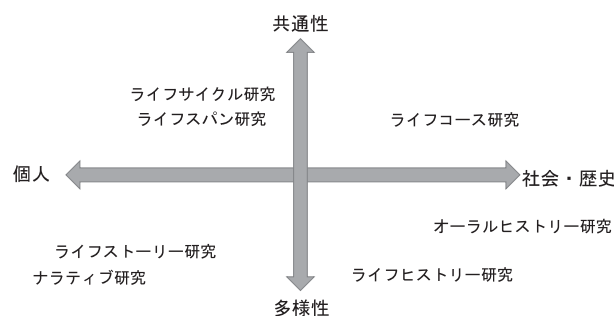 共通性
ライフサイクル研究
ライフスパン研究
ライフコース研究
個人
社会・歴史
オーラルヒストリー研究
ライフストーリー研究
ナラティブ研究
ライフヒストリー研究
多様性